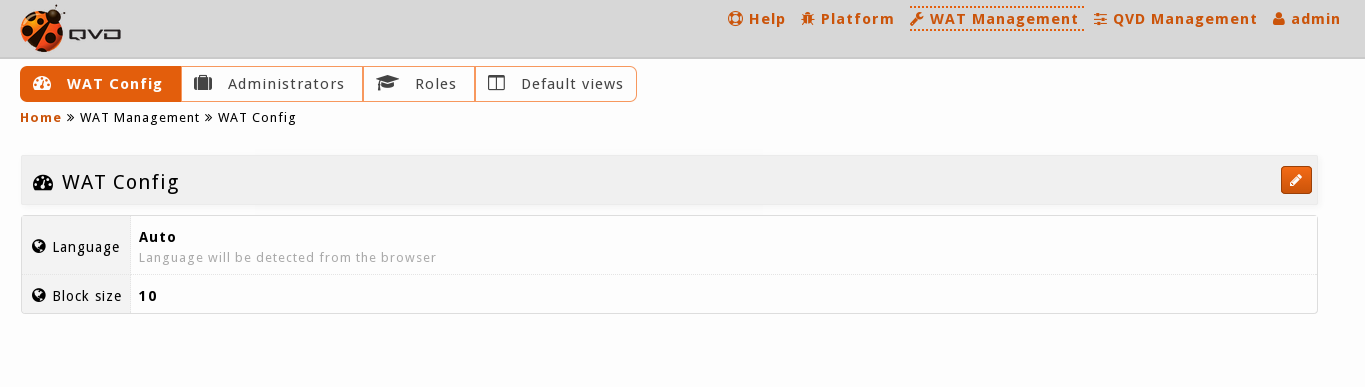 QVD
Help Platform WAT Management QVD Management admin
WAT Config Administrators Roles Default views
Home » WAT Management » WAT Config
WAT Config
Language
Auto
Language will be detected from the browser
Block size 10